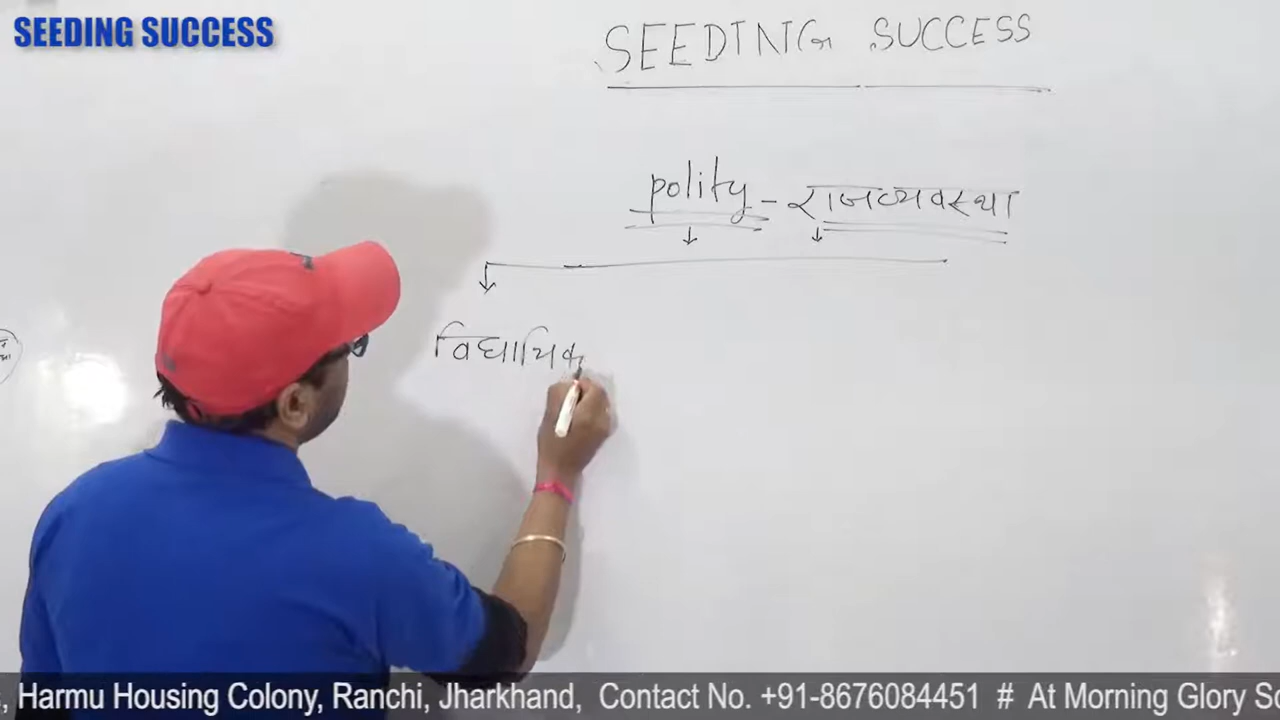 SEEDING SUCCESS
SEEDING SUCCESS
polity - राजव्यवस्था
विधायिक
, Harmu Housing Colony, Ranchi, Jharkhand, Contact No. +91-8676084451 # At Morning Glory Sc